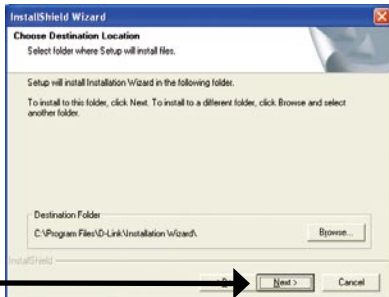 InstallShield Wizard
Choose Destination Location
Select folder where Setup will install files.
Setup will install Installation Wizard in the following folder.
To install to this folder, click Next. To install to a different folder, click Browse and select
another folder.
Destination Folder
C:\Program Files\D-Link\Installation Wizard\
Browse...
InstallShield
Next >
Cancel